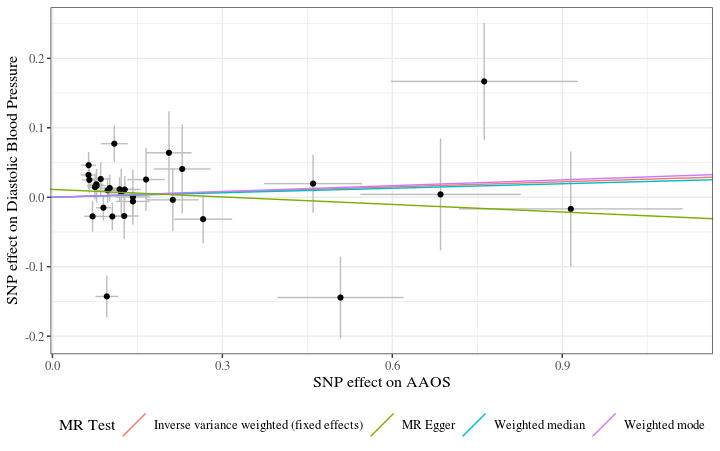 SNP effect on Diastolic Blood Pressure
0.2
0.1
0.0
-0.1
-0.2
0.0 0.3 0.6 0.9
SNP effect on AAOS
MR Test Inverse variance weighted (fixed effects) MR Egger Weighted median Weighted mode